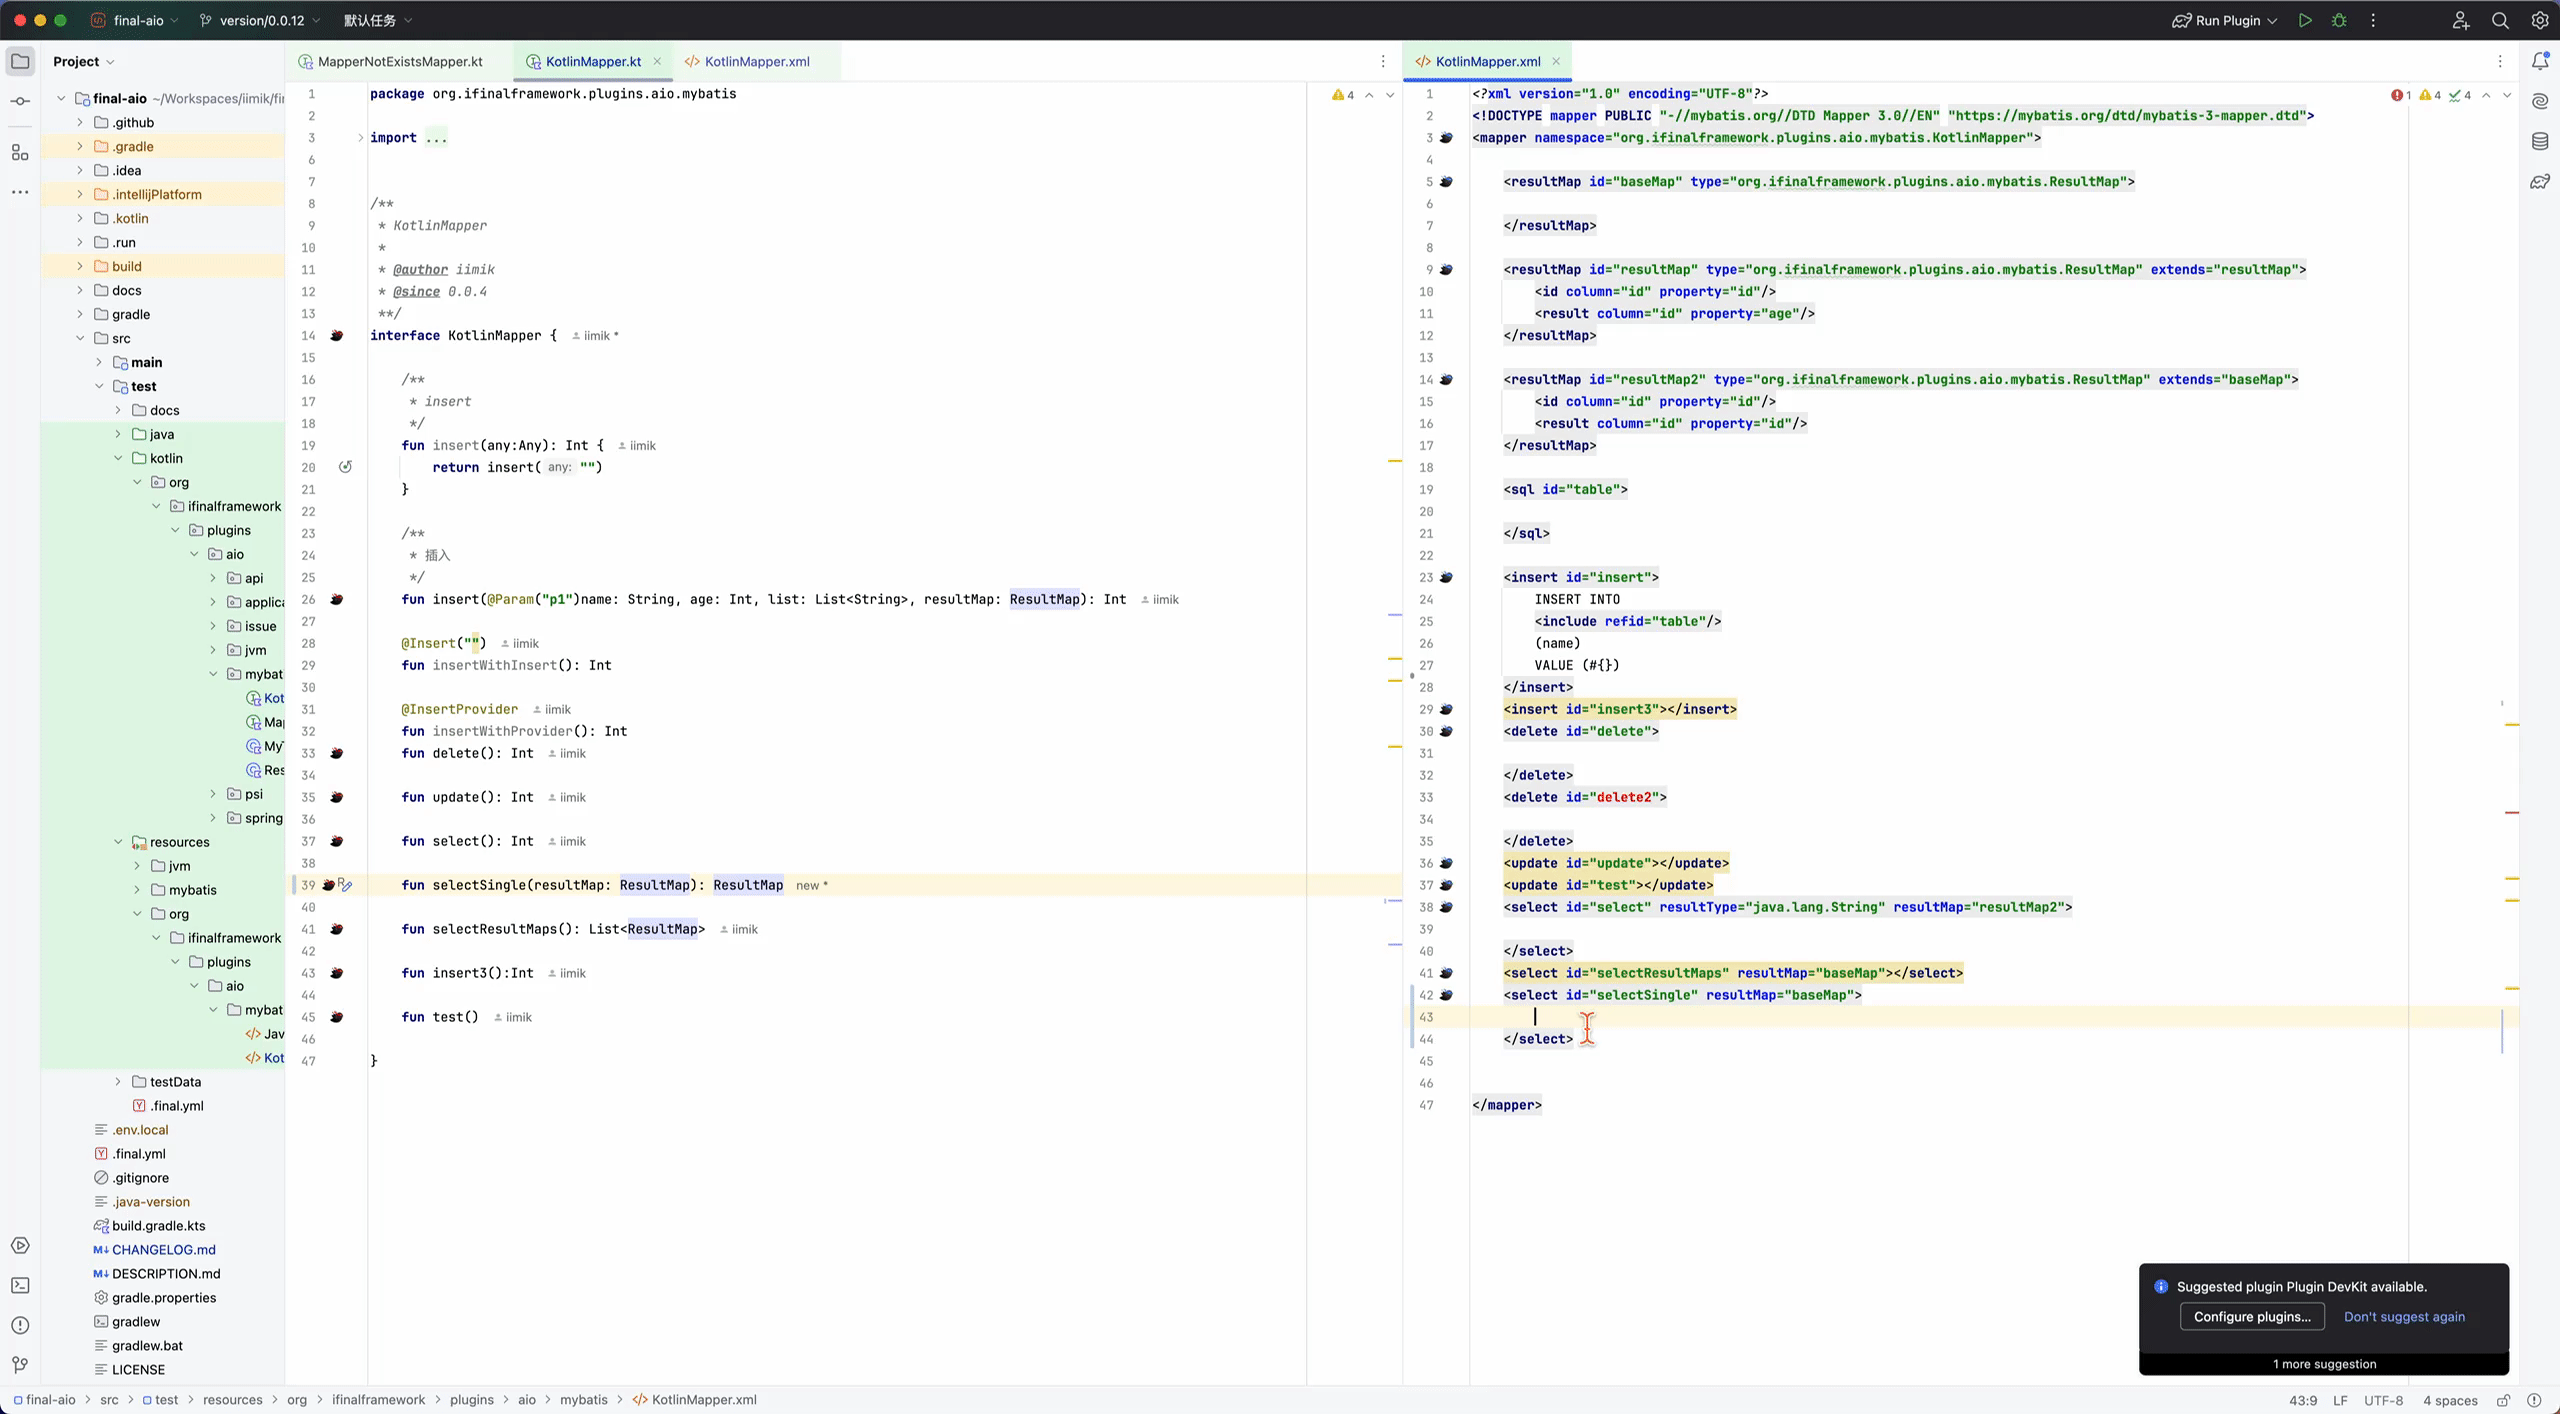 final-aio
version/0.0.12
默认任务
Run Plugin
Project
final-aio ~/Workspaces/iimik/fi
.github
.gradle
.idea
.intellijPlatform
.kotlin
.run
build
docs
gradle
src
main
test
docs
java
kotlin
org
ifinalframework
plugins
aio
api
applica
issue
jvm
mybat
Kot
Map
MyT
Res
psi
spring
resources
jvm
mybatis
org
ifinalframework
plugins
aio
mybat
Jav
Kot
testData
.final.yml
.env.local
.final.yml
.gitignore
.java-version
build.gradle.kts
CHANGELOG.md
DESCRIPTION.md
gradle.properties
gradlew
gradlew.bat
LICENSE
MapperNotExistsMapper.kt
KotlinMapper.kt
KotlinMapper.xml
4
1 package org.ifinalframework.plugins.aio.mybatis
2
3 import ...
6
7
8 /**
9 * KotlinMapper
10 *
11 * @author iimik
12 * @since 0.0.4
13 **/
14 interface KotlinMapper { iimik *
15
16 /**
17 * insert
18 */
19 fun insert(any:Any): Int { iimik
20 return insert( any: "")
21 }
22
23 /**
24 * 插入
25 */
26 fun insert(@Param("p1")name: String, age: Int, list: List<String>, resultMap: ResultMap): Int iimik
27
28 @Insert("") iimik
29 fun insertWithInsert(): Int
30
31 @InsertProvider iimik
32 fun insertWithProvider(): Int
33 fun delete(): Int iimik
34
35 fun update(): Int iimik
36
37 fun select(): Int iimik
38
39 fun selectSingle(resultMap: ResultMap): ResultMap new *
40
41 fun selectResultMaps(): List<ResultMap> iimik
42
43 fun insert3():Int iimik
44
45 fun test() iimik
46
47 }
KotlinMapper.xml
1 4 4
1 <?xml version="1.0" encoding="UTF-8"?>
2 <!DOCTYPE mapper PUBLIC "-//mybatis.org//DTD Mapper 3.0//EN" "https://mybatis.org/dtd/mybatis-3-mapper.dtd">
3 <mapper namespace="org.ifinalframework.plugins.aio.mybatis.KotlinMapper">
4
5 <resultMap id="baseMap" type="org.ifinalframework.plugins.aio.mybatis.ResultMap">
6
7 </resultMap>
8
9 <resultMap id="resultMap" type="org.ifinalframework.plugins.aio.mybatis.ResultMap" extends="resultMap">
10 <id column="id" property="id"/>
11 <result column="id" property="age"/>
12 </resultMap>
13
14 <resultMap id="resultMap2" type="org.ifinalframework.plugins.aio.mybatis.ResultMap" extends="baseMap">
15 <id column="id" property="id"/>
16 <result column="id" property="id"/>
17 </resultMap>
18
19 <sql id="table">
20
21 </sql>
22
23 <insert id="insert">
24 INSERT INTO
25 <include refid="table"/>
26 (name)
27 VALUE (#{})
28 </insert>
29 <insert id="insert3"></insert>
30 <delete id="delete">
31
32 </delete>
33 <delete id="delete2">
34
35 </delete>
36 <update id="update"></update>
37 <update id="test"></update>
38 <select id="select" resultType="java.lang.String" resultMap="resultMap2">
39
40 </select>
41 <select id="selectResultMaps" resultMap="baseMap"></select>
42 <select id="selectSingle" resultMap="baseMap">
43
44 </select>
45
46
47 </mapper>
Suggested plugin Plugin DevKit available.
Configure plugins... Don't suggest again
1 more suggestion
final-aio > src > test > resources > org > ifinalframework > plugins > aio > mybatis > KotlinMapper.xml
43:9 LF UTF-8 4 spaces